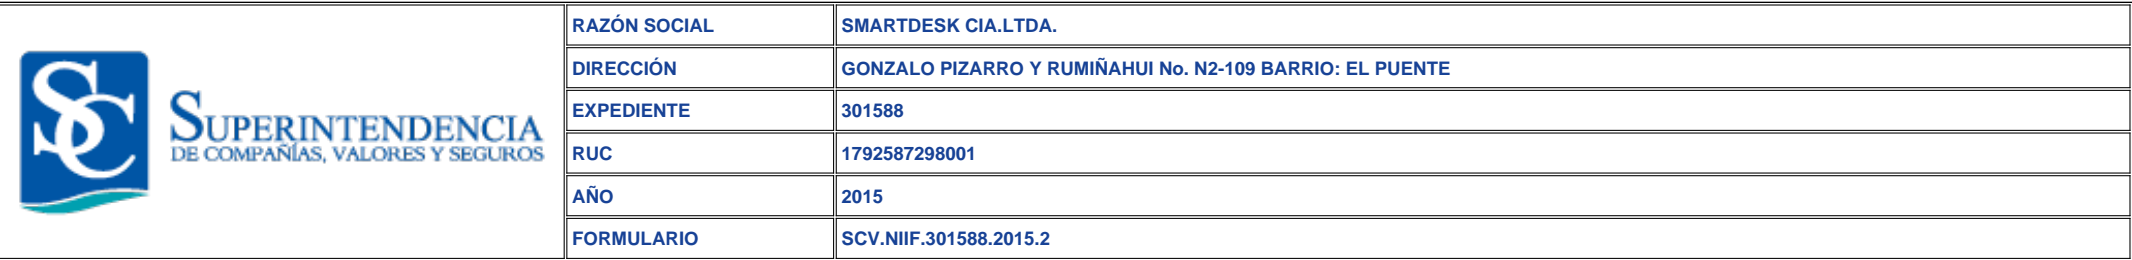 SC
SUPERINTENDENCIA
DE COMPAÑÍAS, VALORES Y SEGUROS
RAZÓN SOCIAL SMARTDESK CIA.LTDA.
DIRECCIÓN GONZALO PIZARRO Y RUMIÑAHUI No. N2-109 BARRIO: EL PUENTE
EXPEDIENTE 301588
RUC 1792587298001
AÑO 2015
FORMULARIO SCV.NIIF.301588.2015.2